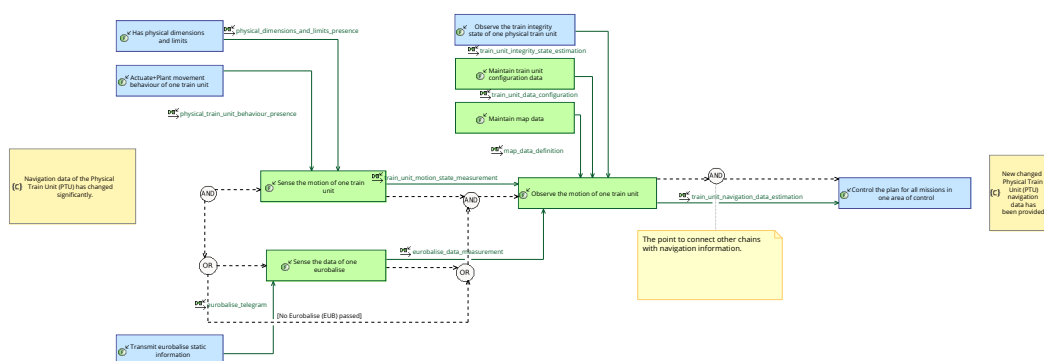 Has physical dimensions
and limits
physical_dimensions_and_limits_presence
Actuate+Plant movement
behaviour of one train unit
physical_train_unit_behaviour_presence
Observe the train integrity
state of one physical train unit
train_unit_integrity_state_estimation
Maintain train unit
configuration data
train_unit_data_configuration
Maintain map data
map_data_definition
{C}
Navigation data of the Physical
Train Unit (PTU) has changed
significantly.
AND
Sense the motion of one train
unit
train_unit_motion_state_measurement
AND
Observe the motion of one train unit
AND
train_unit_navigation_data_estimation
Control the plan for all missions in
one area of control
{C}
New changed
Physical Train
Unit (PTU)
navigation
data has
been provided
OR
Sense the data of one
eurobalise
eurobalise_data_measurement
OR
The point to connect other chains
with navigation information.
eurobalise_telegram
[No Eurobalise (EUB) passed]
Transmit eurobalise static
information